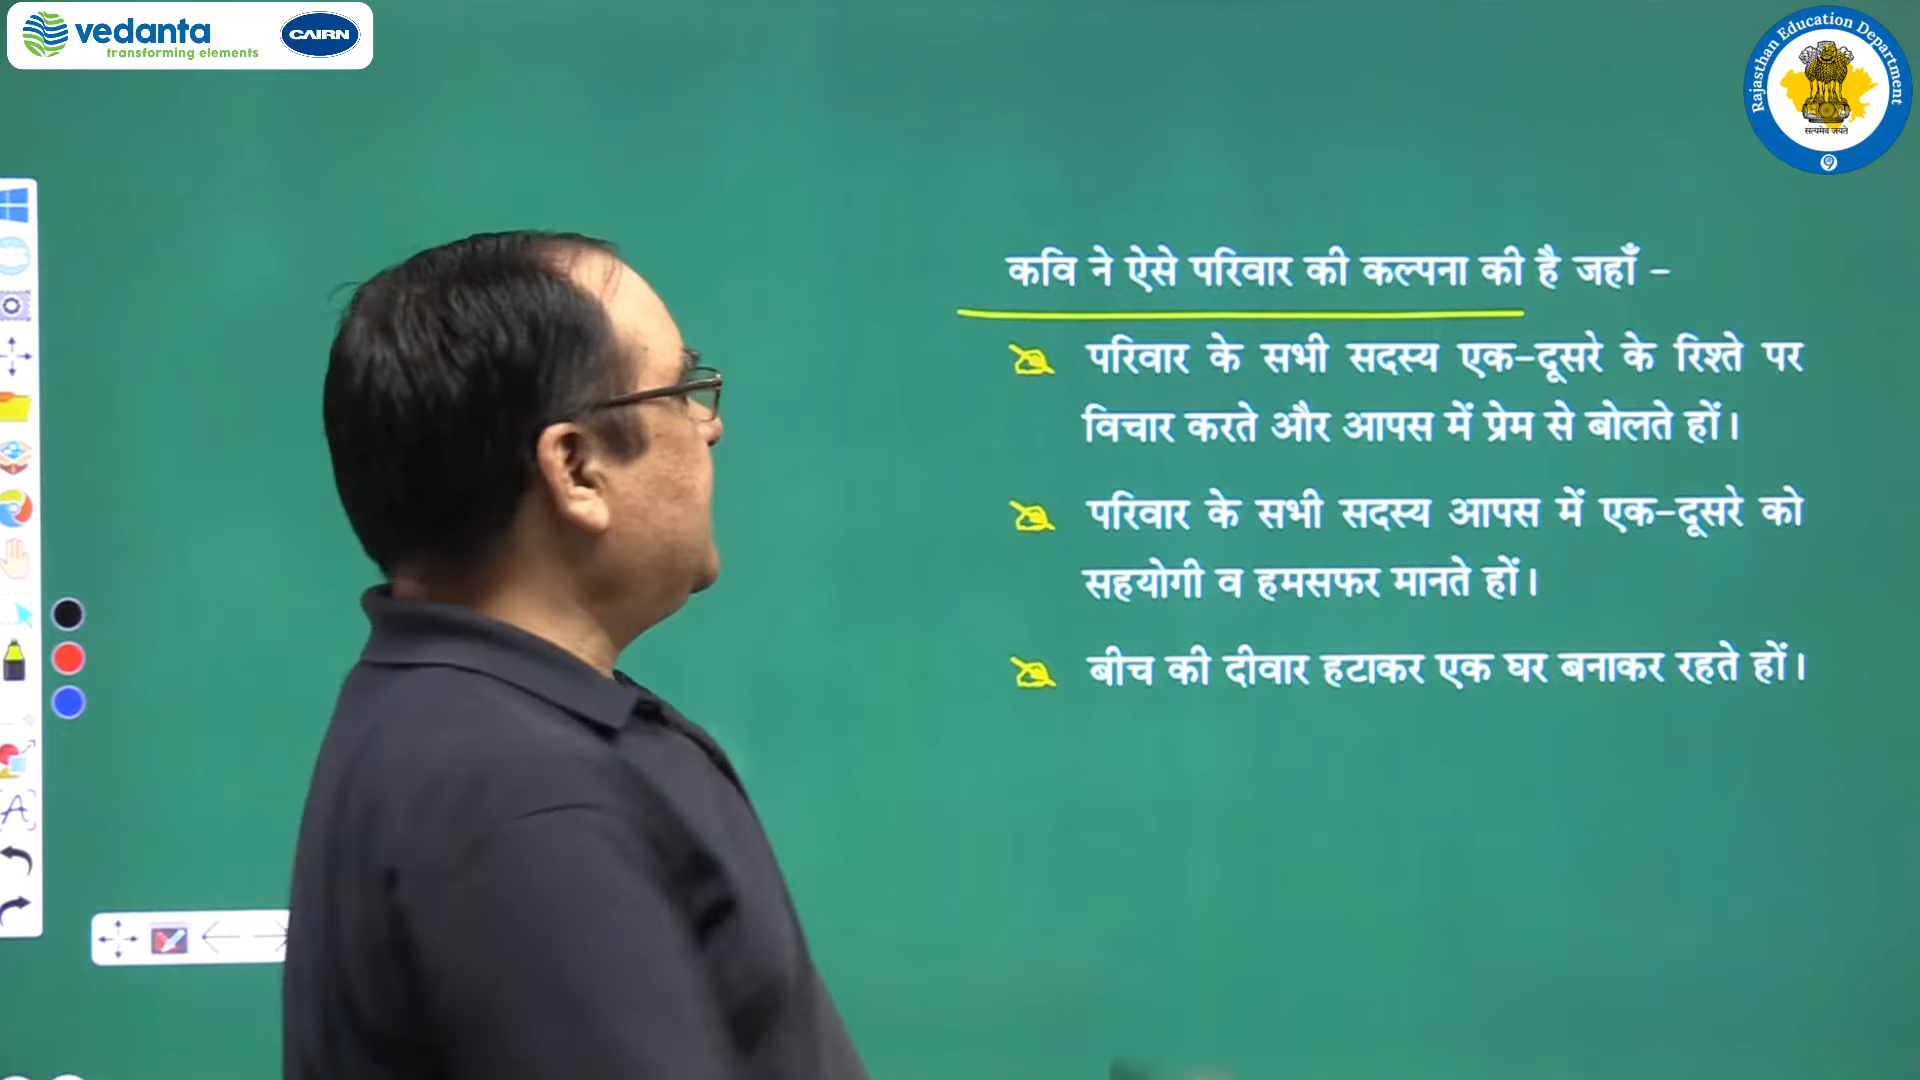 vedanta
transforming elements
CAIRN
Rajasthan Education Department
सत्यमेव जयते
कवि ने ऐसे परिवार की कल्पना की है जहाँ –
परिवार के सभी सदस्य एक-दूसरे के रिश्ते पर
विचार करते और आपस में प्रेम से बोलते हों।
परिवार के सभी सदस्य आपस में एक-दूसरे को
सहयोगी व हमसफर मानते हों।
बीच की दीवार हटाकर एक घर बनाकर रहते हों।